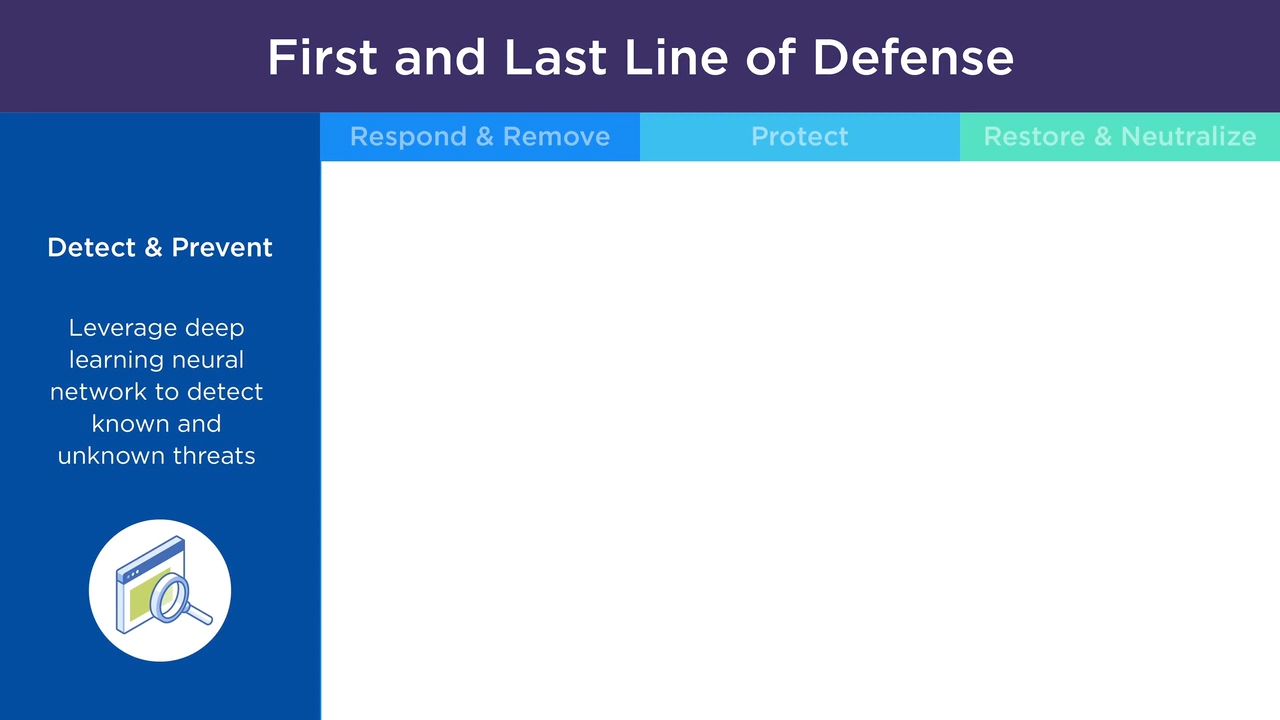 First and Last Line of Defense
Respond & Remove
Protect
Restore & Neutralize
Detect & Prevent
Leverage deep
learning neural
network to detect
known and
unknown threats